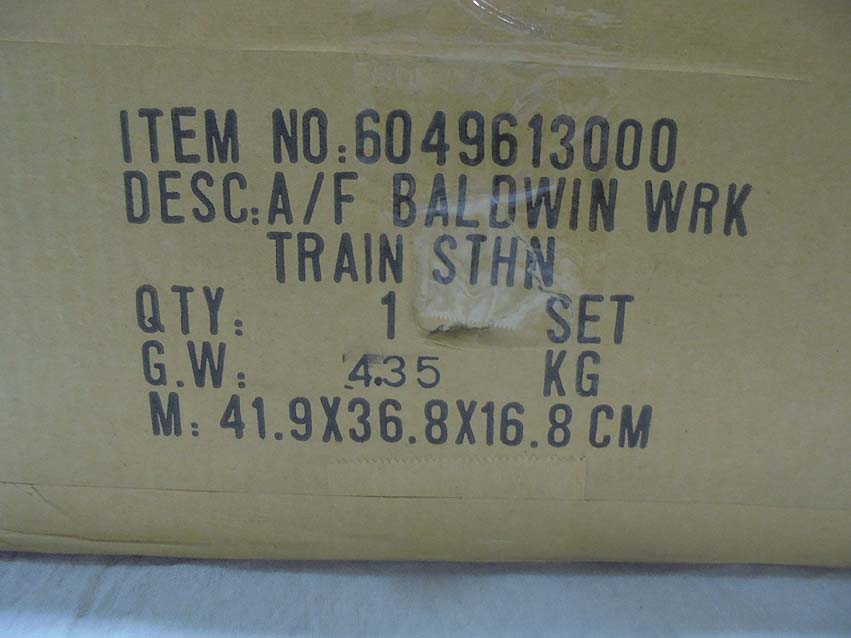 ITEM NO:6049613000
DESC:A/F BALDWIN WRK
TRAIN STHN
QTY: 1 SET
G.W: 4.35 KG
M: 41.9X36.8X16.8 CM